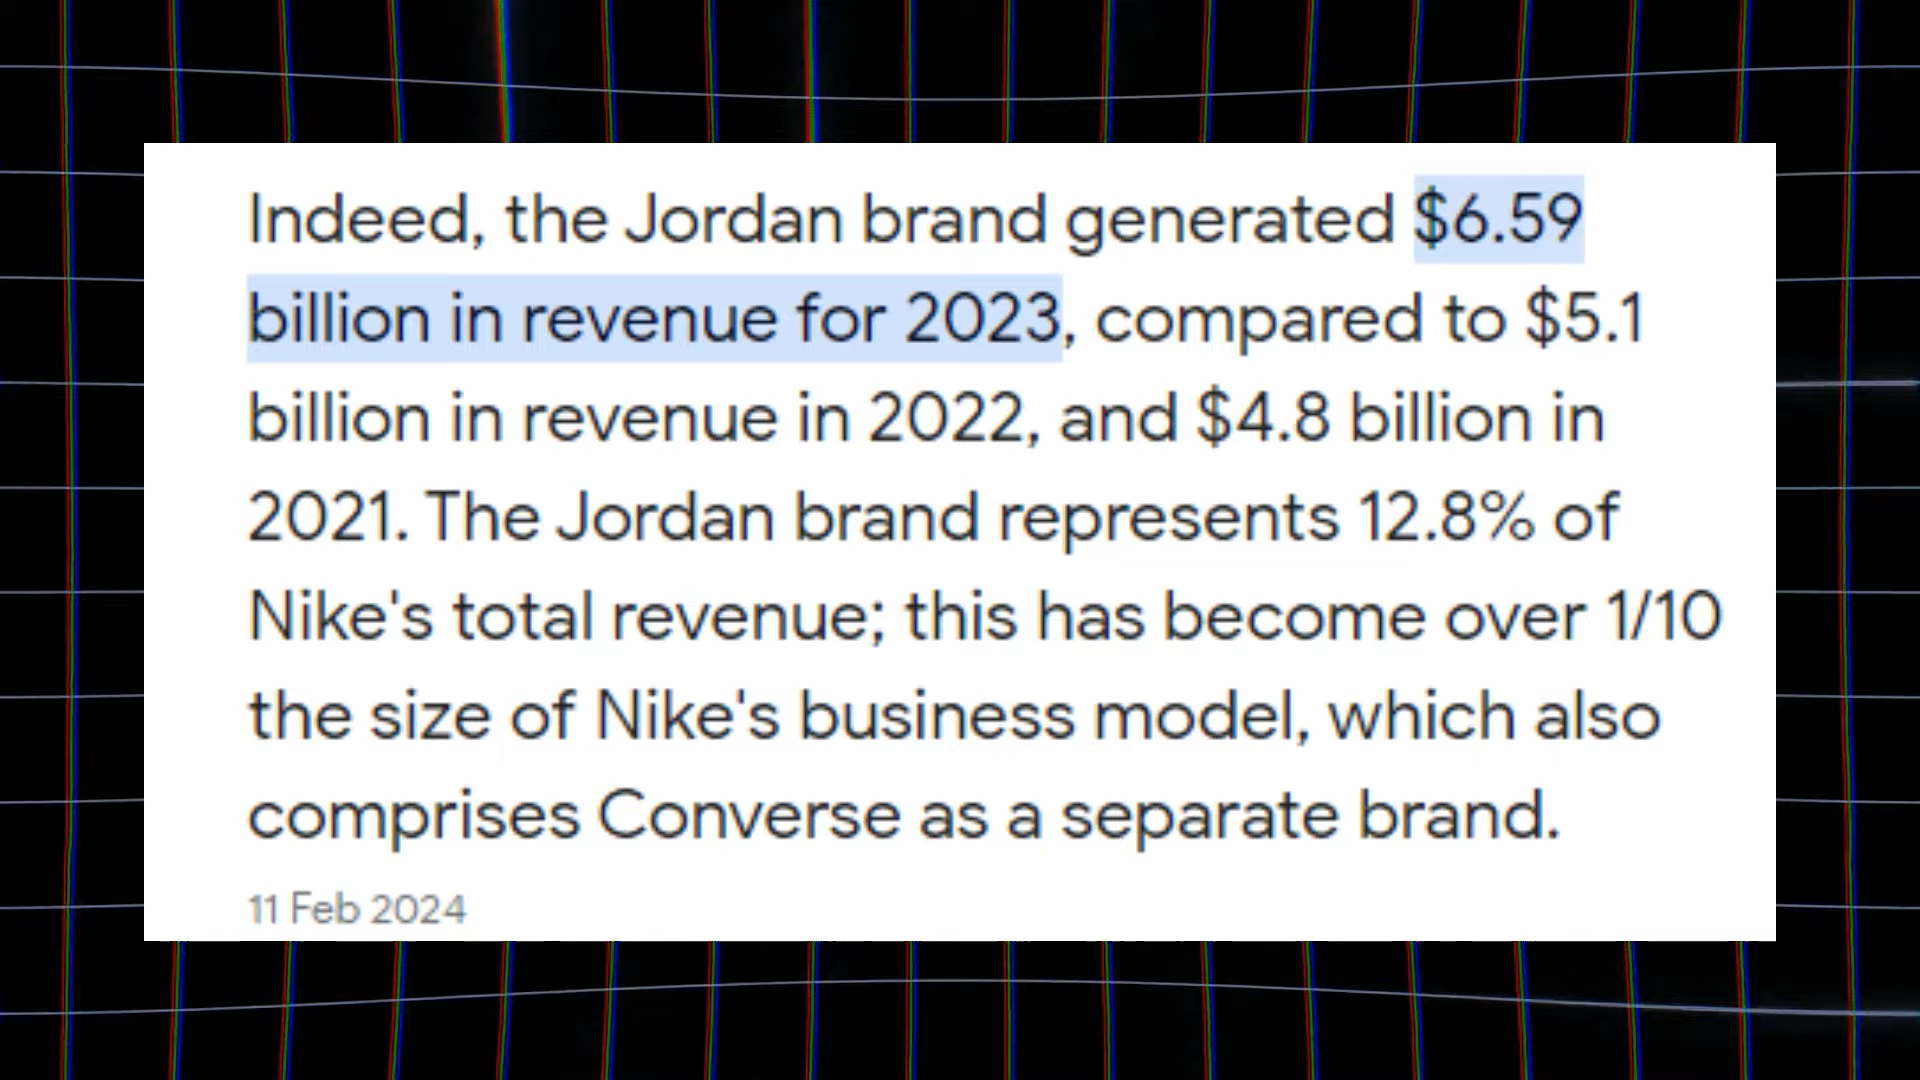 Indeed, the Jordan brand generated $6.59
billion in revenue for 2023, compared to $5.1
billion in revenue in 2022, and $4.8 billion in
2021. The Jordan brand represents 12.8% of
Nike's total revenue; this has become over 1/10
the size of Nike's business model, which also
comprises Converse as a separate brand.
11 Feb 2024